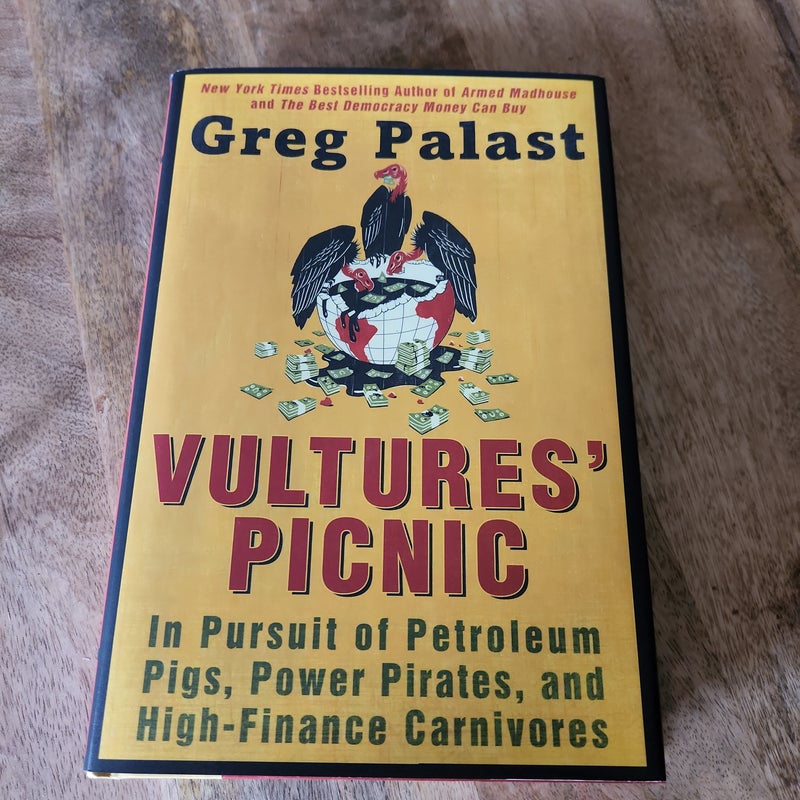 New York Times Bestselling Author of Armed Madhouse
and The Best Democracy Money Can Buy
Greg Palast
VULTURES'
PICNIC
In Pursuit of Petroleum
Pigs, Power Pirates, and
High-Finance Carnivores